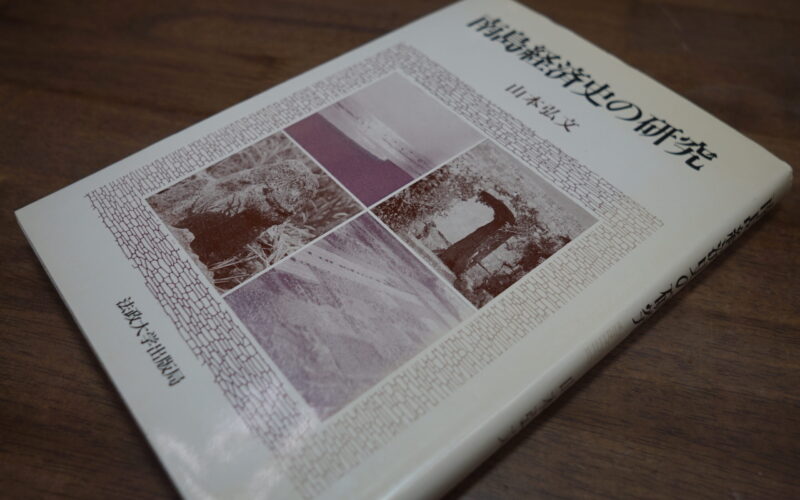 南島経済史の研究
山本弘文
法政大学出版局